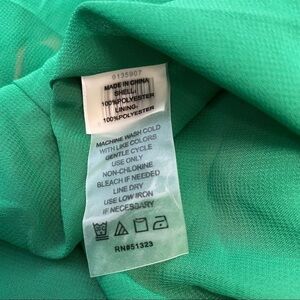 0135907
MADE IN CHINA
SHELL:
100%POLYESTER
LINING:
100%POLYESTER
MACHINE WASH COLD
WITH LIKE COLORS
GENTLE CYCLE
USE ONLY
NON-CHLORINE
BLEACH IF NEEDED
LINE DRY
USE LOW IRON
IF NECESSARY
RN#51323